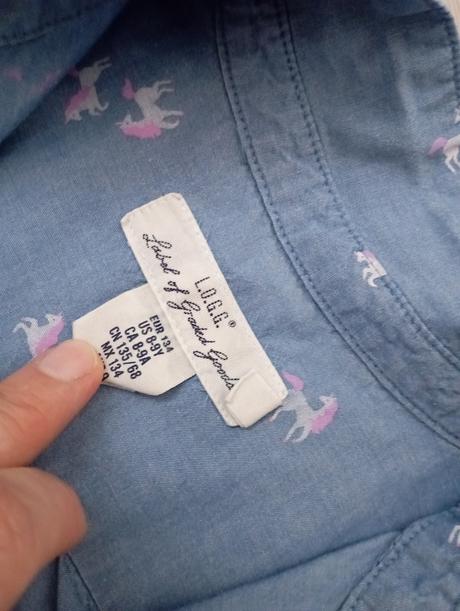 L.O.G.G.®
Label of Graded Goods
EUR 134
US 8-9Y
CA 8-9A
CN 135/68
MX 134